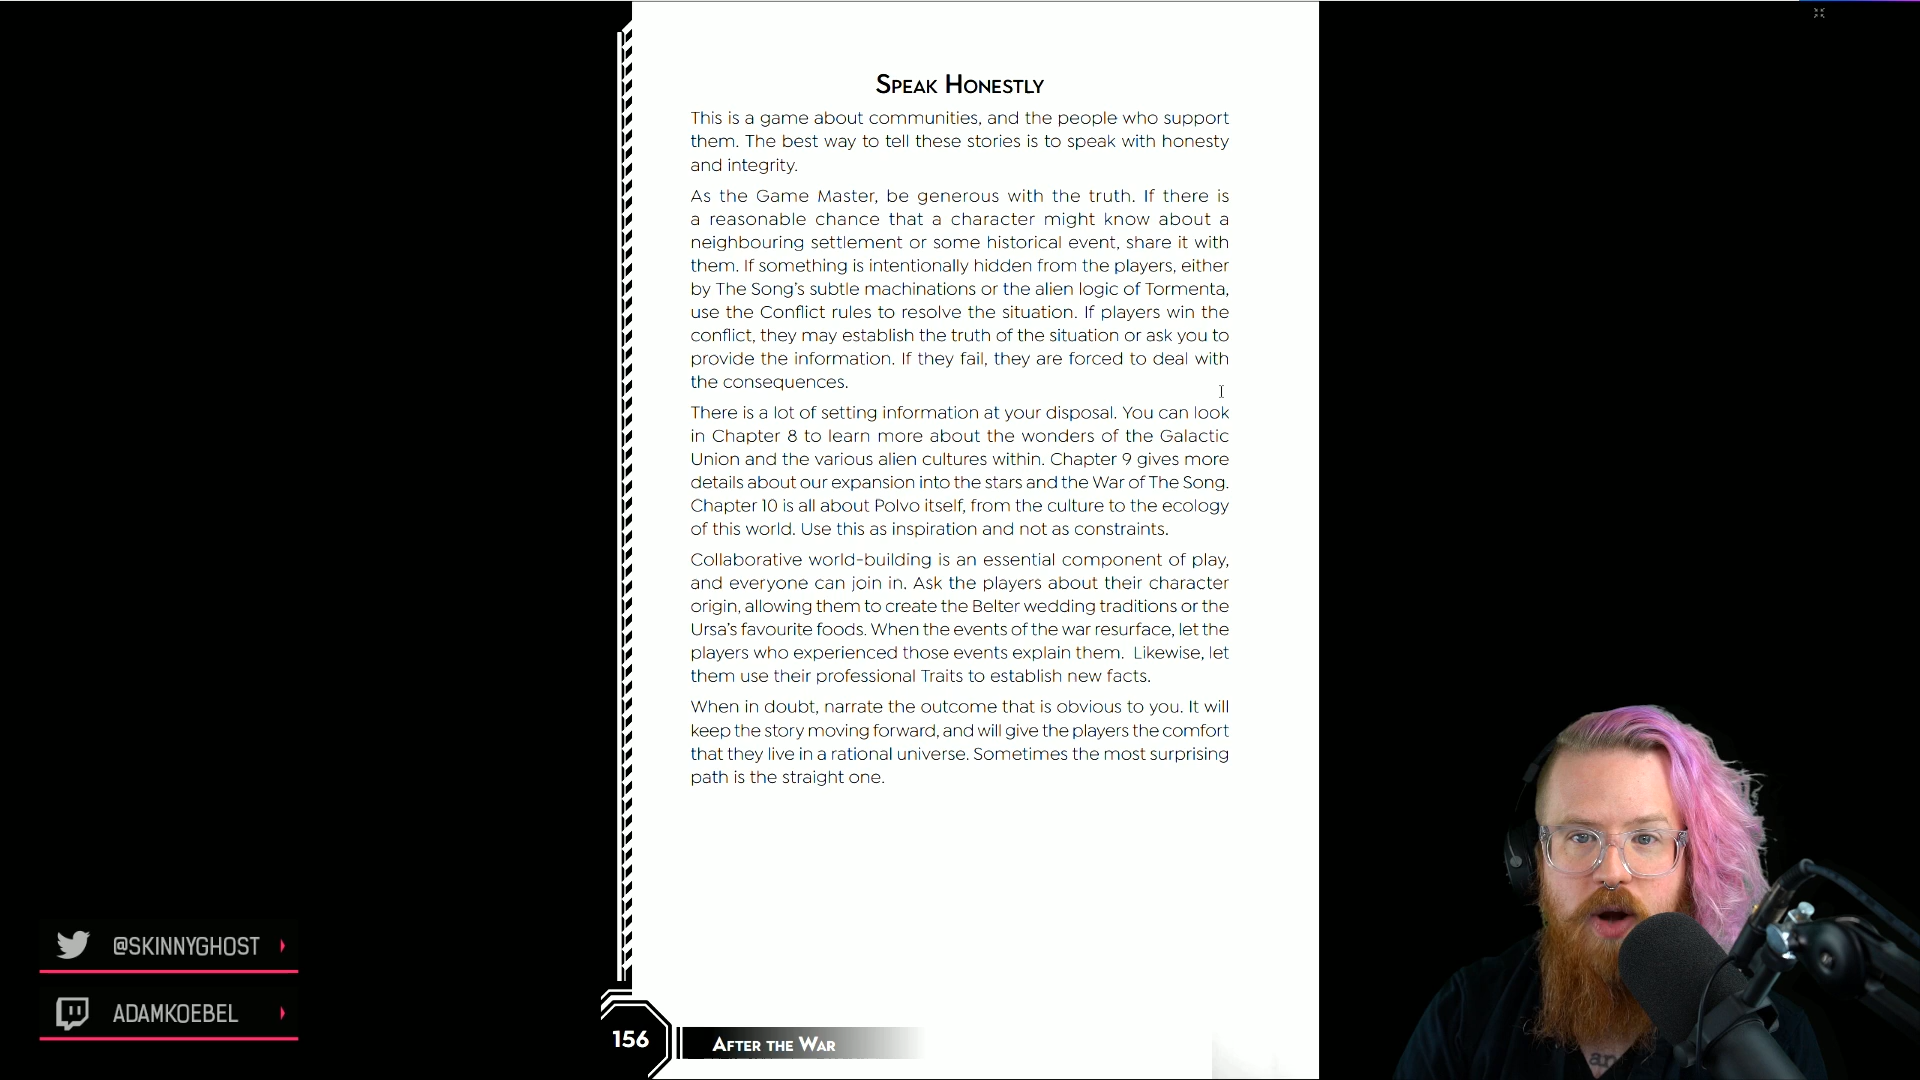 Speak Honestly
This is a game about communities, and the people who support
them. The best way to tell these stories is to speak with honesty
and integrity.
As the Game Master, be generous with the truth. If there is
a reasonable chance that a character might know about a
neighbouring settlement or some historical event, share it with
them. If something is intentionally hidden from the players, either
by The Song's subtle machinations or the alien logic of Tormenta,
use the Conflict rules to resolve the situation. If players win the
conflict, they may establish the truth of the situation or ask you to
provide the information. If they fail, they are forced to deal with
the consequences.
There is a lot of setting information at your disposal. You can look
in Chapter 8 to learn more about the wonders of the Galactic
Union and the various alien cultures within. Chapter 9 gives more
details about our expansion into the stars and the War of The Song.
Chapter 10 is all about Polvo itself, from the culture to the ecology
of this world. Use this as inspiration and not as constraints.
Collaborative world-building is an essential component of play,
and everyone can join in. Ask the players about their character
origin, allowing them to create the Belter wedding traditions or the
Ursa's favourite foods. When the events of the war resurface, let the
players who experienced those events explain them. Likewise, let
them use their professional Traits to establish new facts.
When in doubt, narrate the outcome that is obvious to you. It will
keep the story moving forward, and will give the players the comfort
that they live in a rational universe. Sometimes the most surprising
path is the straight one.
@SKINNYGHOST
ADAMKOEBEL
156
After the War